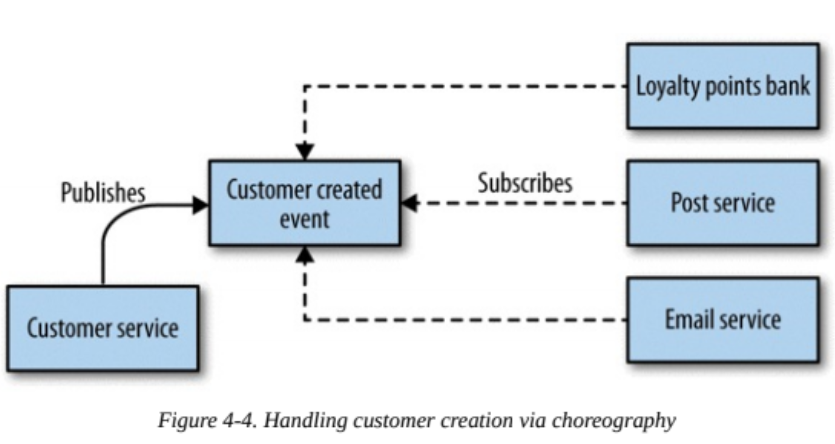 Loyalty points bank
Publishes
Customer created
event
Subscribes
Post service
Customer service
Email service
Figure 4-4. Handling customer creation via choreography